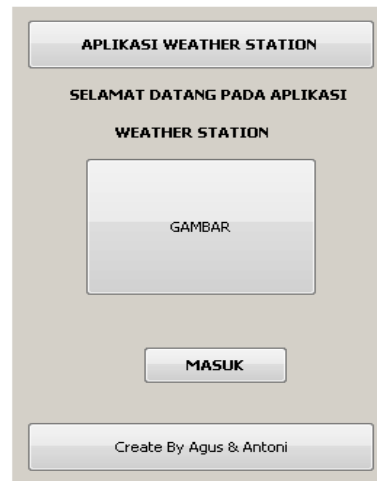 APLIKASI WEATHER STATION
SELAMAT DATANG PADA APLIKASI
WEATHER STATION
GAMBAR
MASUK
Create By Agus & Antoni